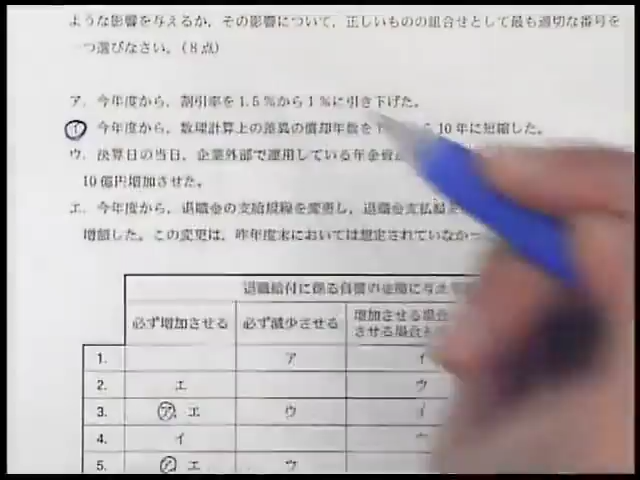 ような影響を与えるか、その影響について、正しいものの組合せとして最も適切な番号を
一つ選びなさい。(8点)
ア．今年度から、割引率を1.5％から1％に引き下げた。
イ 今年度から、数理計算上の差異の償却年数を 10年に短縮した。
ウ．決算日の当日、企業外部で運用している年金資
10億円増加させた。
エ．今年度から、退職金の支給規線を変更し、退職金支払
増額した。この変更は、昨年度末においては想定されていなか
退職給付に係る負債の金額に与え
必ず増加させる 必ず減少させる 増加させる場合
させる場合も
1. ア イ
2. エ ウ
3. ア エ ウ イ
4. イ
5. ア エ ウ